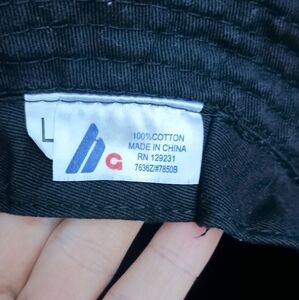 L
G
100%COTTON
MADE IN CHINA
RN 129231
7636Z/#7850B